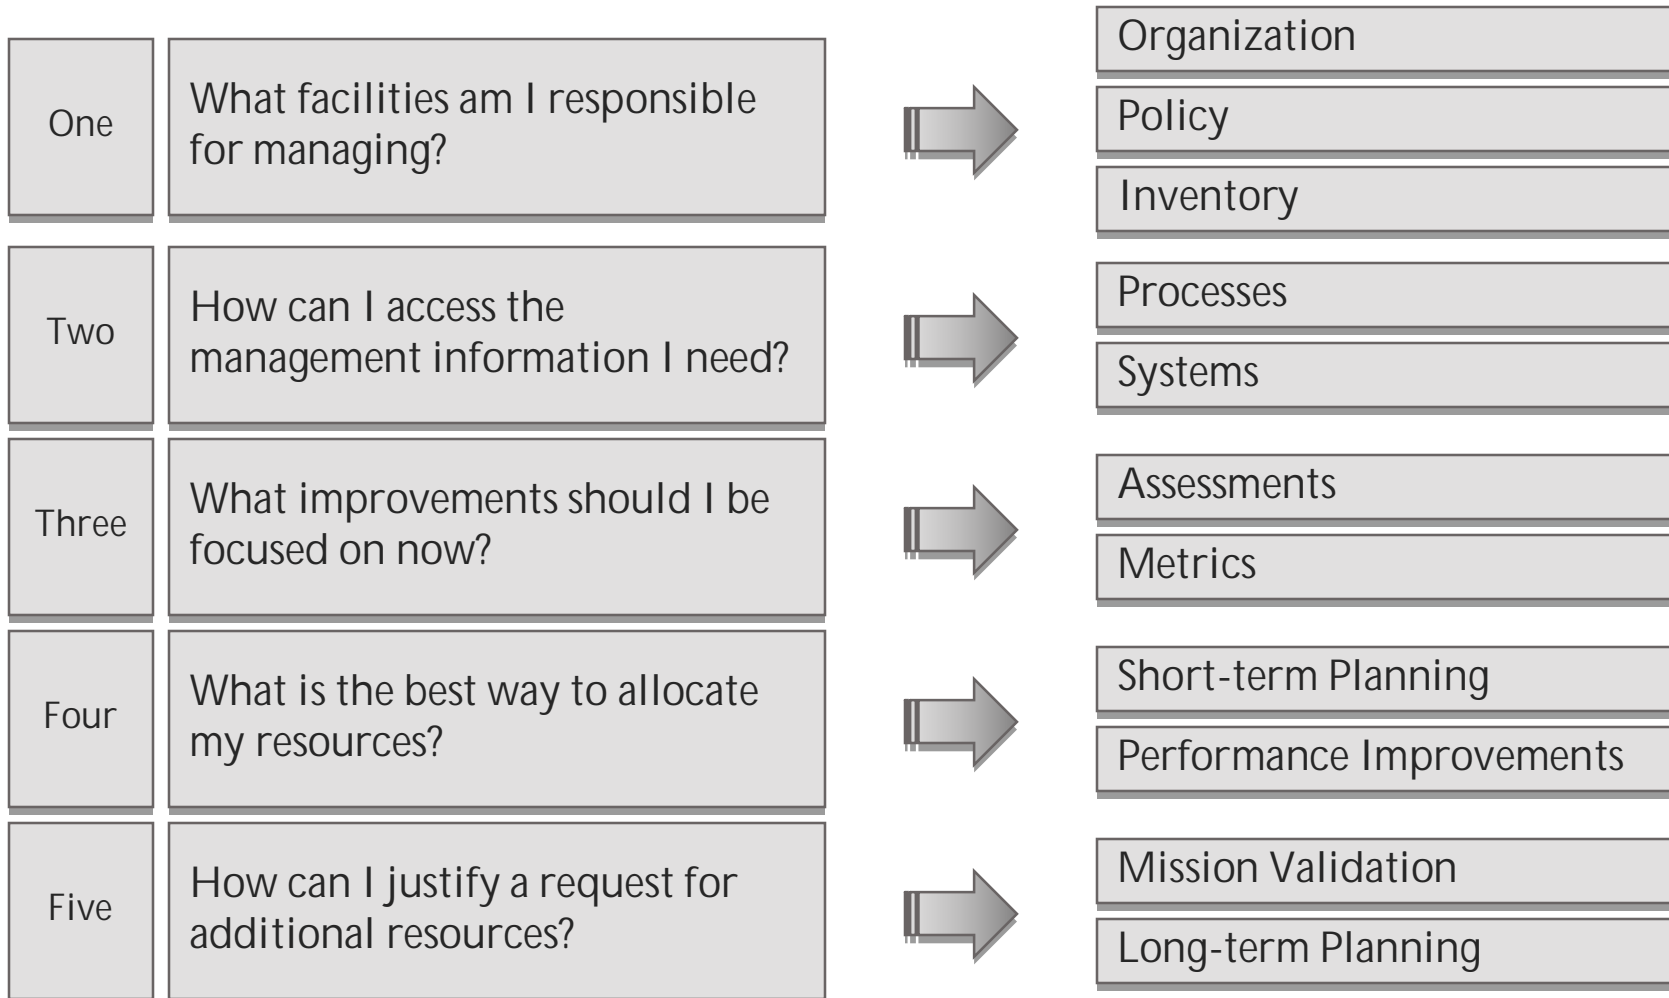 One
What facilities am I responsible
for managing?
Organization
Policy
Inventory
Two
How can I access the
management information I need?
Processes
Systems
Three
What improvements should I be
focused on now?
Assessments
Metrics
Four
What is the best way to allocate
my resources?
Short-term Planning
Performance Improvements
Five
How can I justify a request for
additional resources?
Mission Validation
Long-term Planning